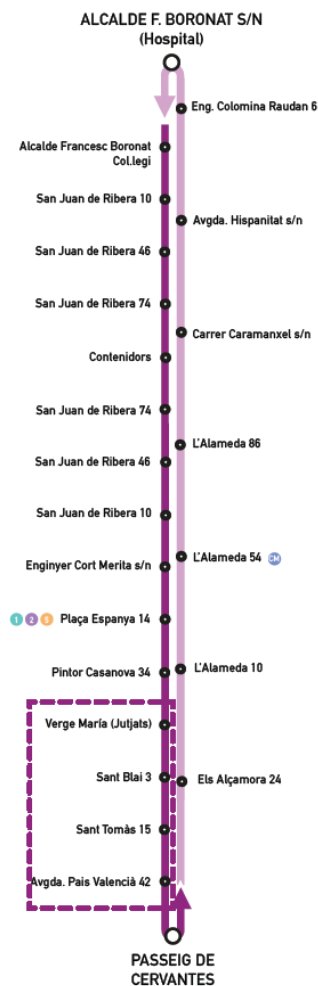 ALCALDE F. BORONAT S/N
(Hospital)
Eng. Colomina Raudan 6
Alcalde Francesc Boronat
Col.legi
San Juan de Ribera 10
Avgda. Hispanitat s/n
San Juan de Ribera 46
San Juan de Ribera 74
Carrer Caramanxel s/n
Contenidors
San Juan de Ribera 74
L'Alameda 86
San Juan de Ribera 46
San Juan de Ribera 10
L'Alameda 54 CM
Enginyer Cort Merita s/n
1 2 5 Plaça Espanya 14
L'Alameda 10
Pintor Casanova 34
Verge María (Jutjats)
Sant Blai 3
Els Alçamora 24
Sant Tomàs 15
Avgda. Pais Valencià 42
PASSEIG DE
CERVANTES